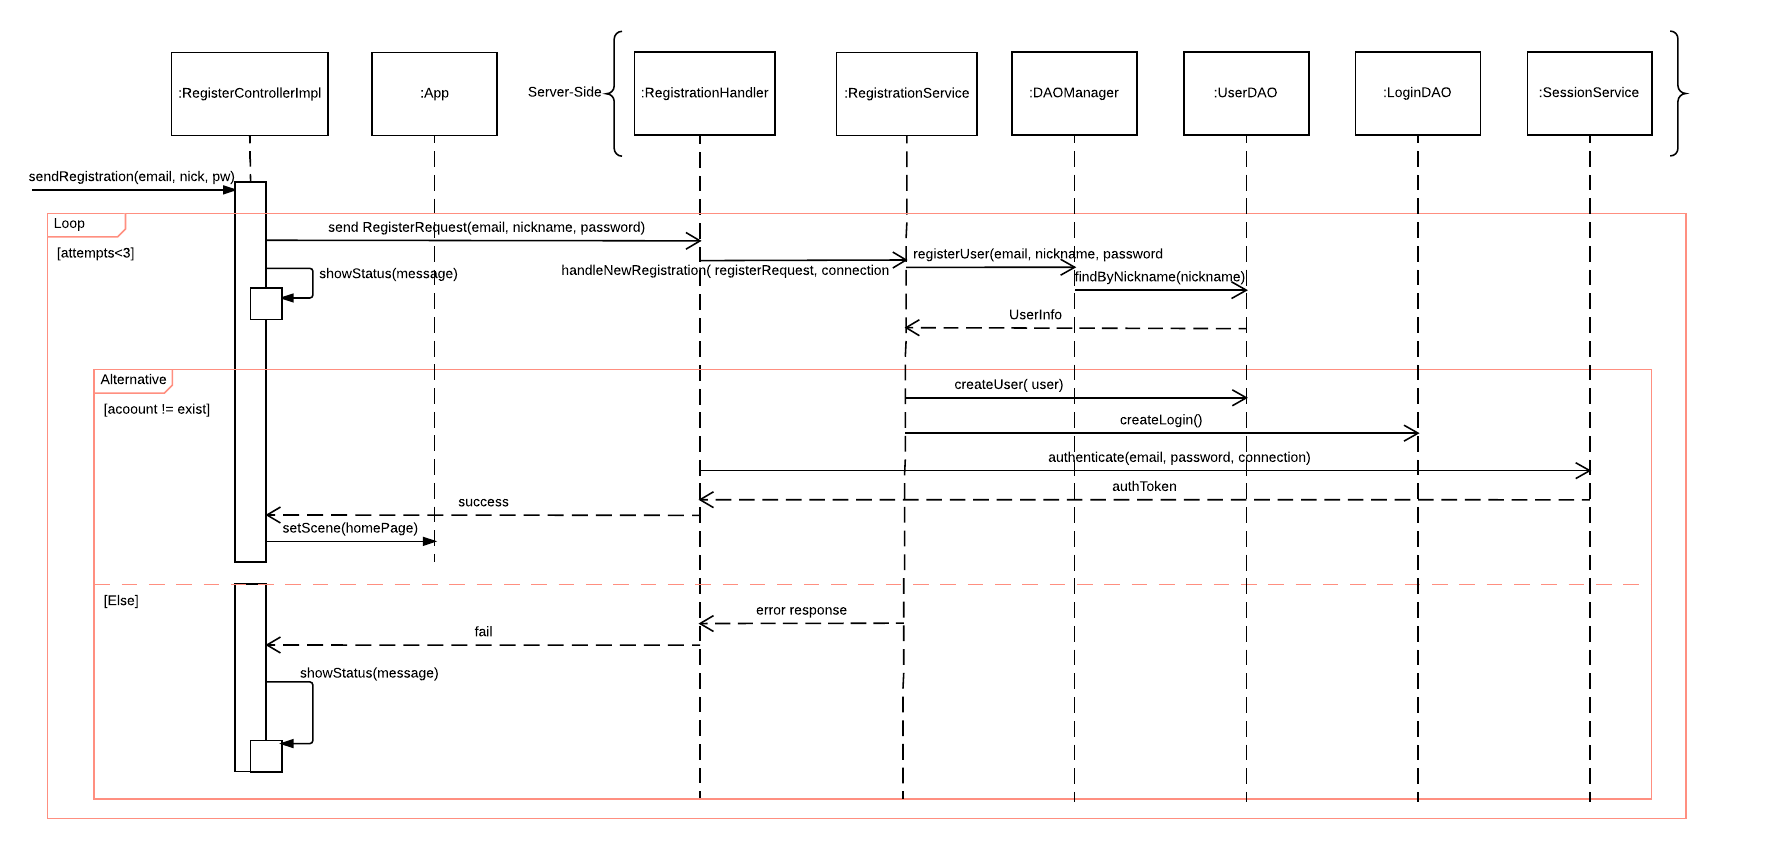 :RegisterControllerImpl
:App
Server-Side
:RegistrationHandler
:RegistrationService
:DAOManager
:UserDAO
:LoginDAO
:SessionService
sendRegistration(email, nick, pw)
Loop
[attempts<3]
send RegisterRequest(email, nickname, password)
showStatus(message)
handleNewRegistration( registerRequest, connection
registerUser(email, nickname, password
findByNickname(nickname)
UserInfo
Alternative
[acoount != exist]
createUser( user)
createLogin()
authenticate(email, password, connection)
authToken
success
setScene(homePage)
[Else]
error response
fail
showStatus(message)